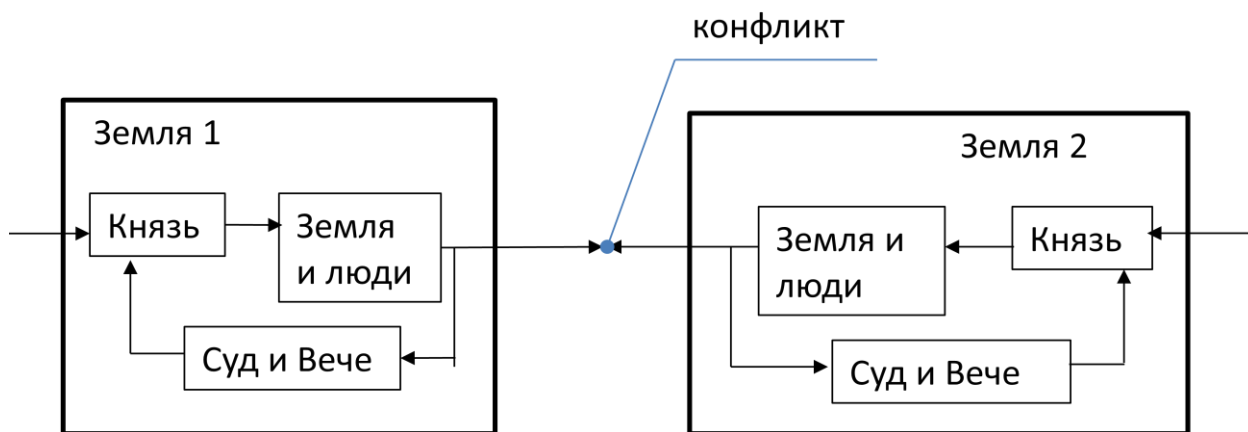 конфликт
Земля 1
Князь
Земля
и люди
Суд и Вече
Земля 2
Земля и
люди
Князь
Суд и Вече